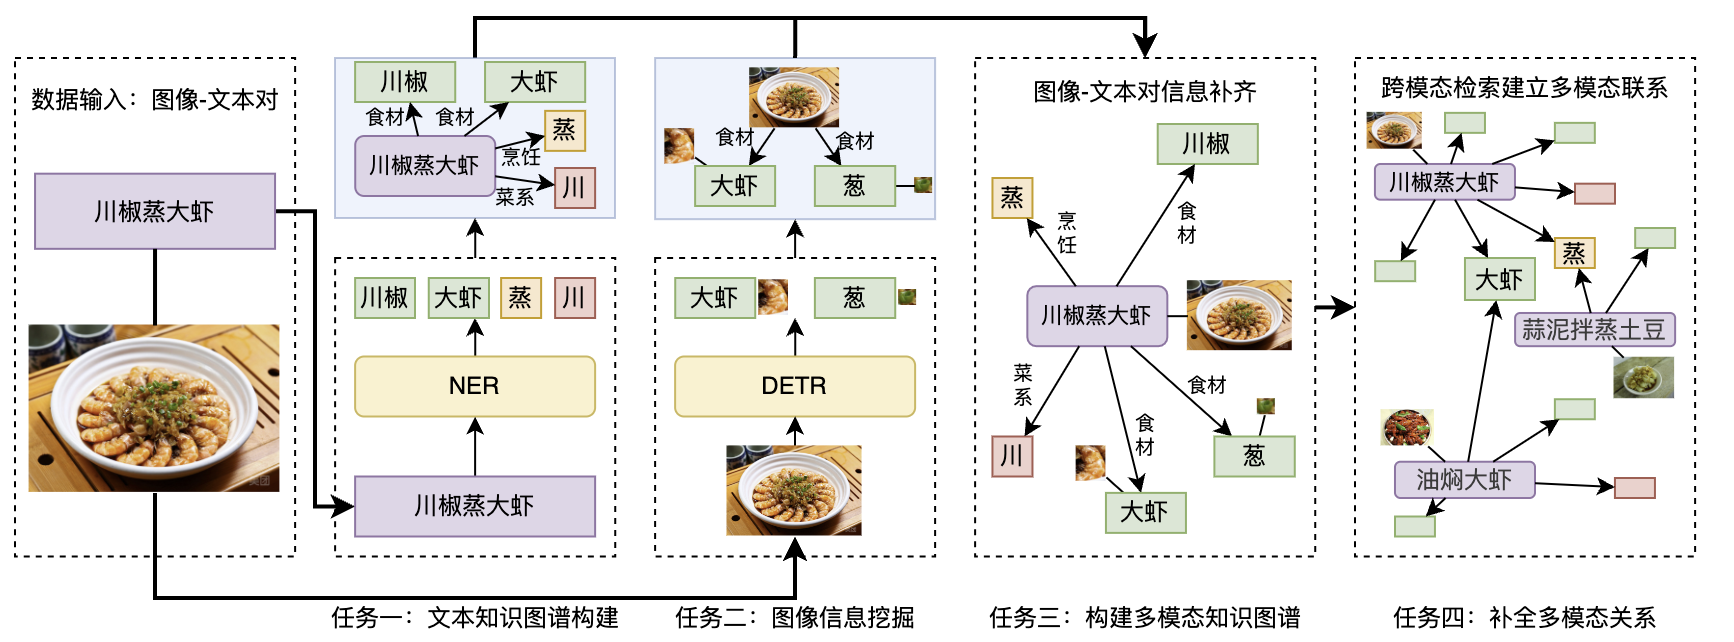 数据输入：图像-文本对
川椒蒸大虾
川椒
大虾
食材
食材
川椒蒸大虾
蒸
烹饪
川
菜系
川椒
大虾
蒸
川
NER
川椒蒸大虾
任务一：文本知识图谱构建
食材
食材
大虾
葱
大虾
葱
DETR
任务二：图像信息挖掘
图像-文本对信息补齐
川椒
蒸
烹饪
食材
川椒蒸大虾
菜系
食材
食材
川
葱
大虾
任务三：构建多模态知识图谱
跨模态检索建立多模态联系
川椒蒸大虾
蒸
大虾
蒜泥拌蒸土豆
油焖大虾
任务四：补全多模态关系